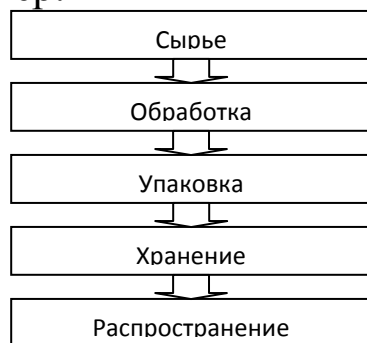 Сырье
Обработка
Упаковка
Хранение
Распространение